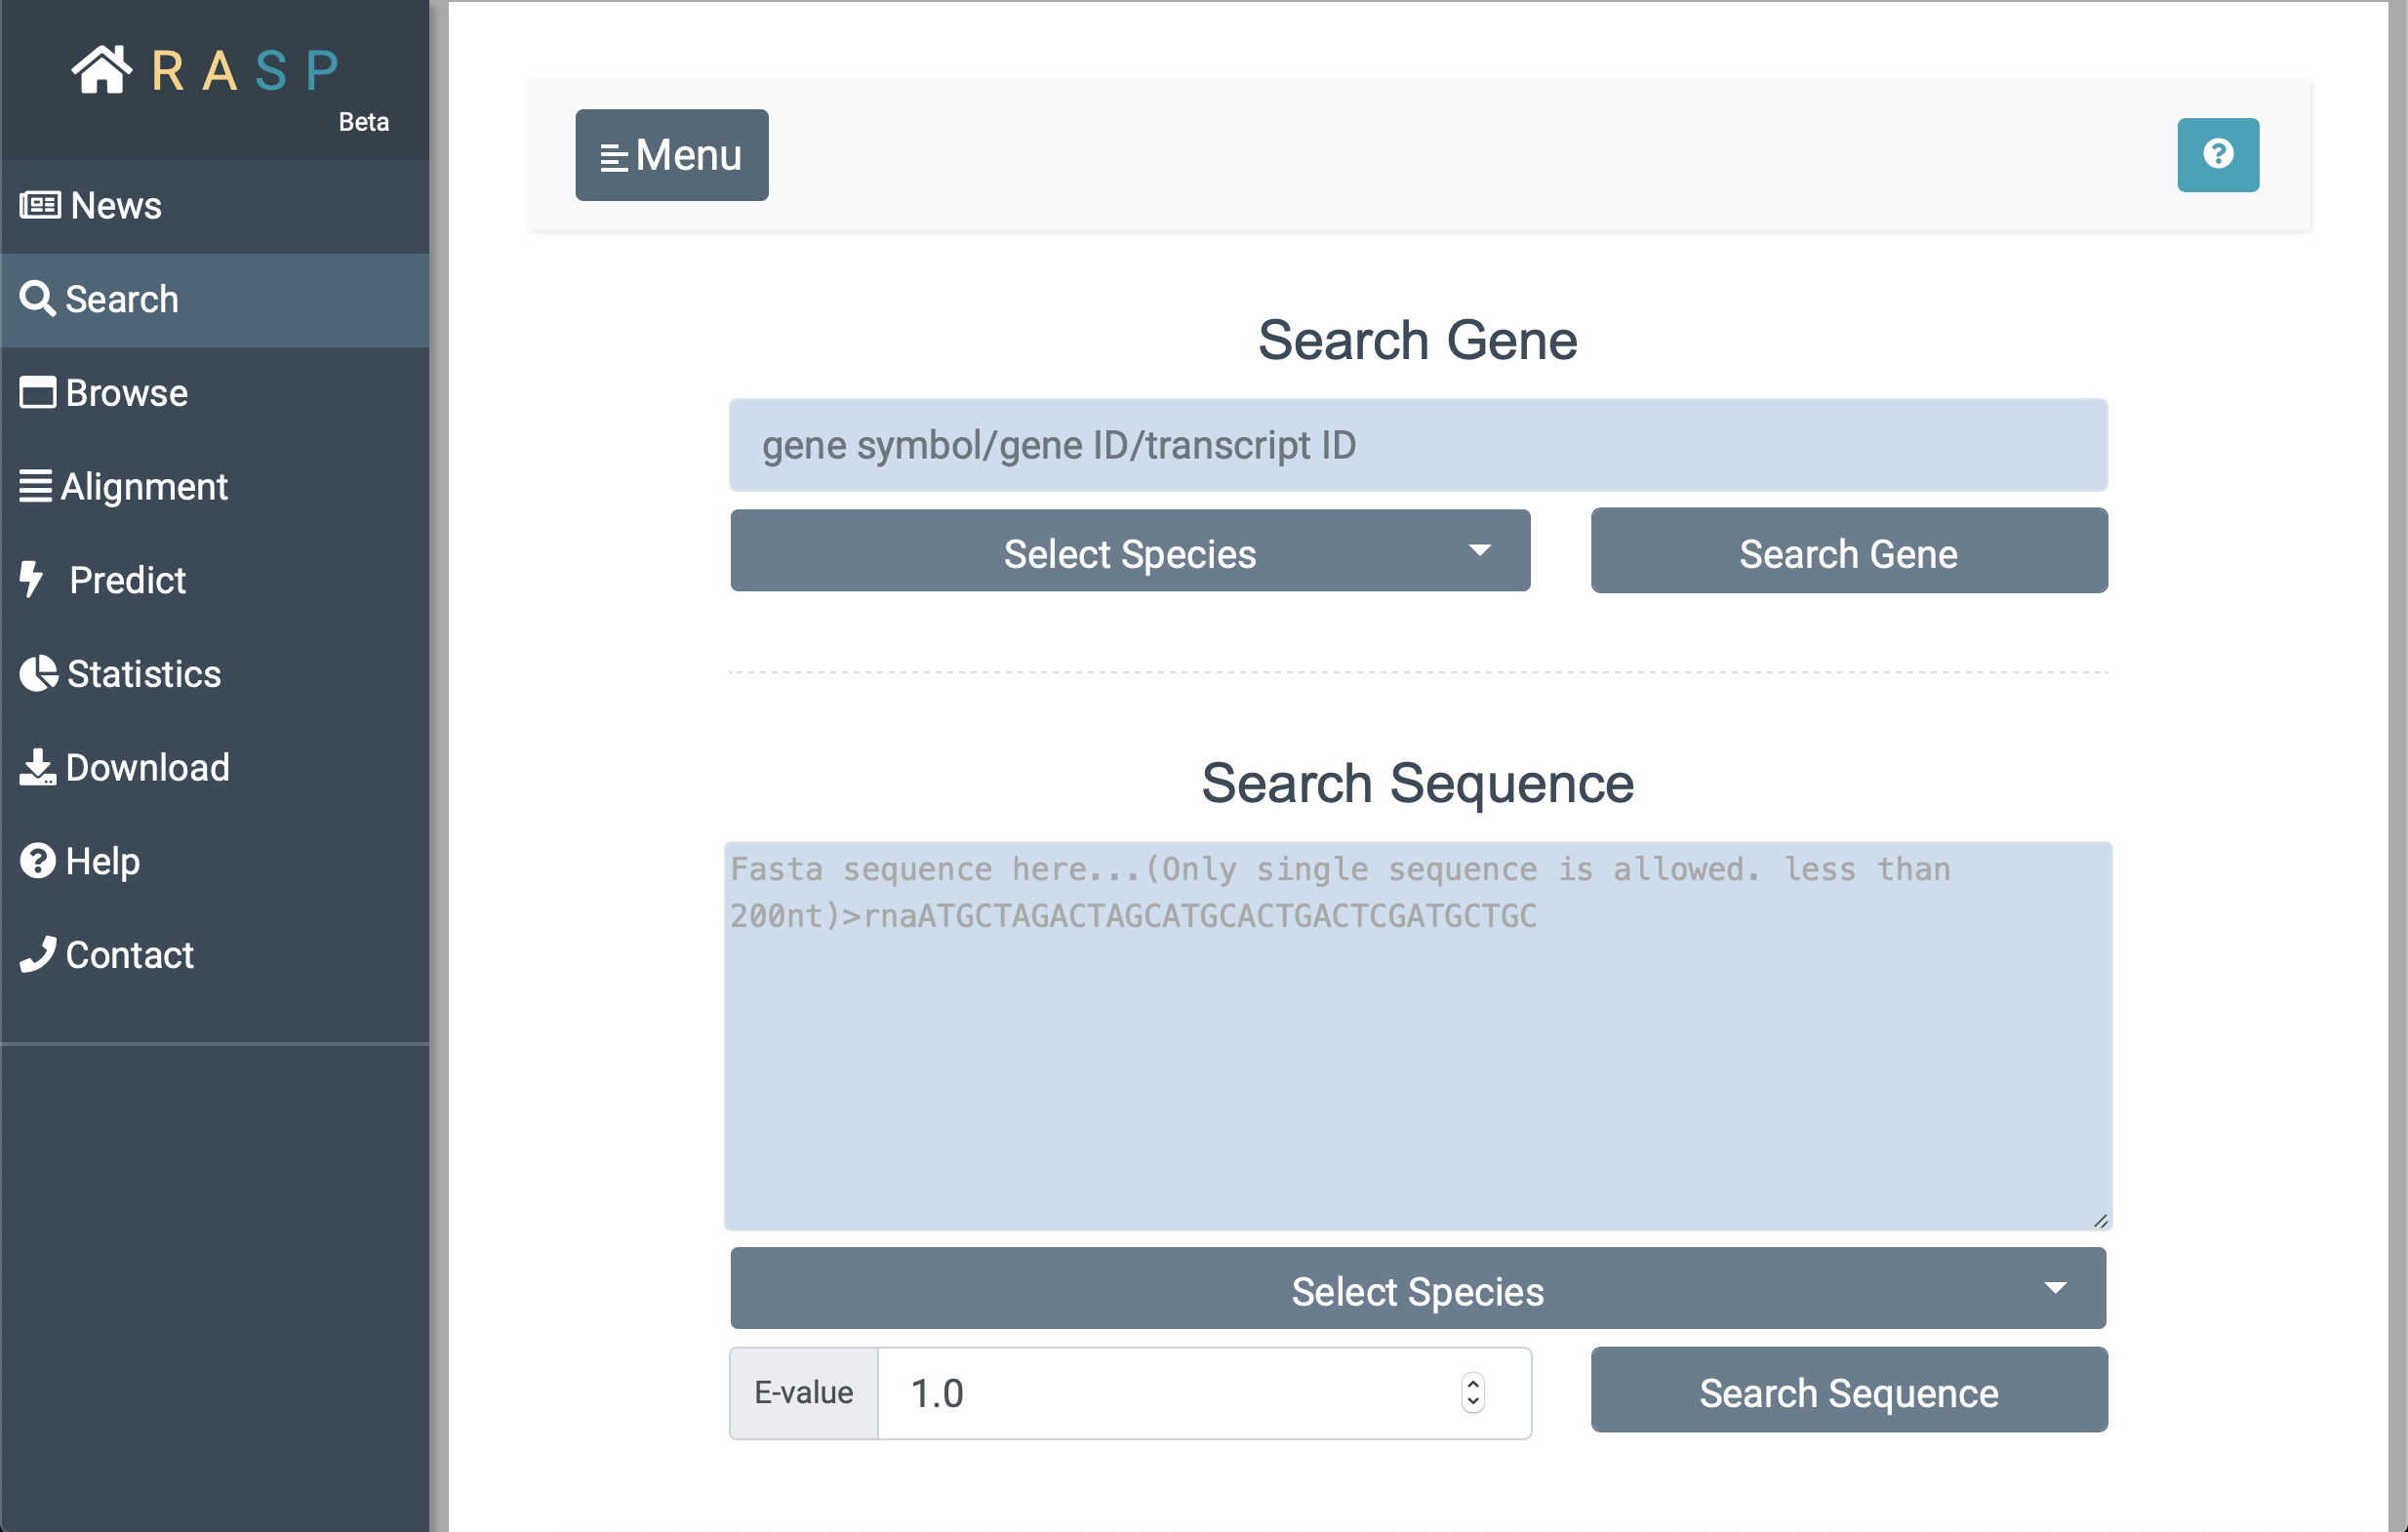 RASP
Beta
News
Search
Browse
Alignment
Predict
Statistics
Download
Help
Contact
Menu
Search Gene
gene symbol/gene ID/transcript ID
Select Species
Search Gene
Search Sequence
Fasta sequence here...(Only single sequence is allowed. less than
200nt)>rnaATGCTAGACTAGCATGCACTGACTCGATGCTGC
Select Species
E-value
1.0
Search Sequence